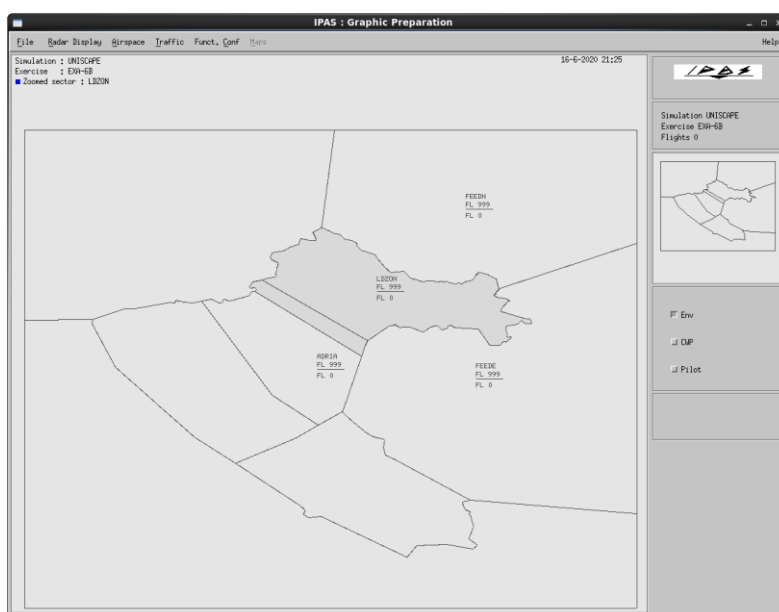 IPAS : Graphic Preparation
File Radar Display Airspace Traffic Funct. Conf Maps Help
Simulation : UNISCAPE
Exercise : EXA-6B
Zoomed sector : LDZON
16-6-2020 21:25
IPAS
Simulation UNISCAPE
Exercise EXA-6B
Flights 0
FEEDN
FL 999
FL 0
LDZON
FL 999
FL 0
ADRIA
FL 999
FL 0
FEEDE
FL 999
FL 0
Env
CWP
Pilot